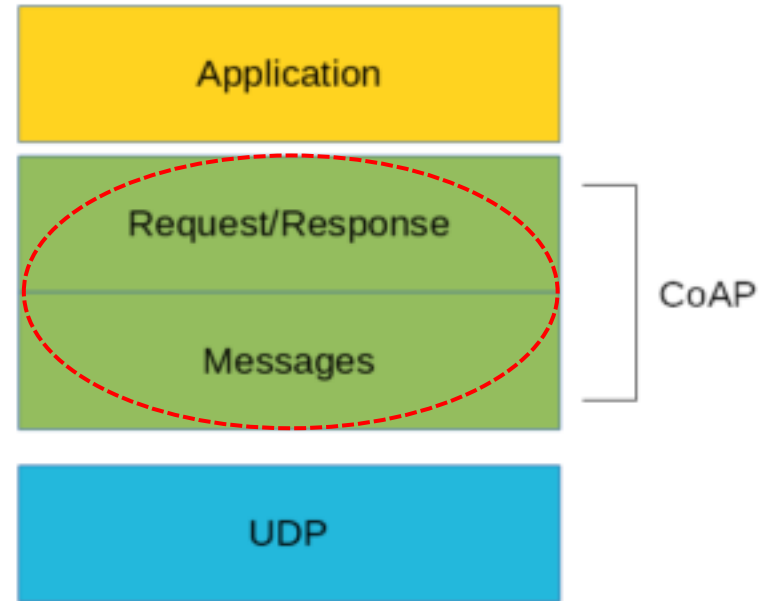 Application
Request/Response
CoAP
Messages
UDP